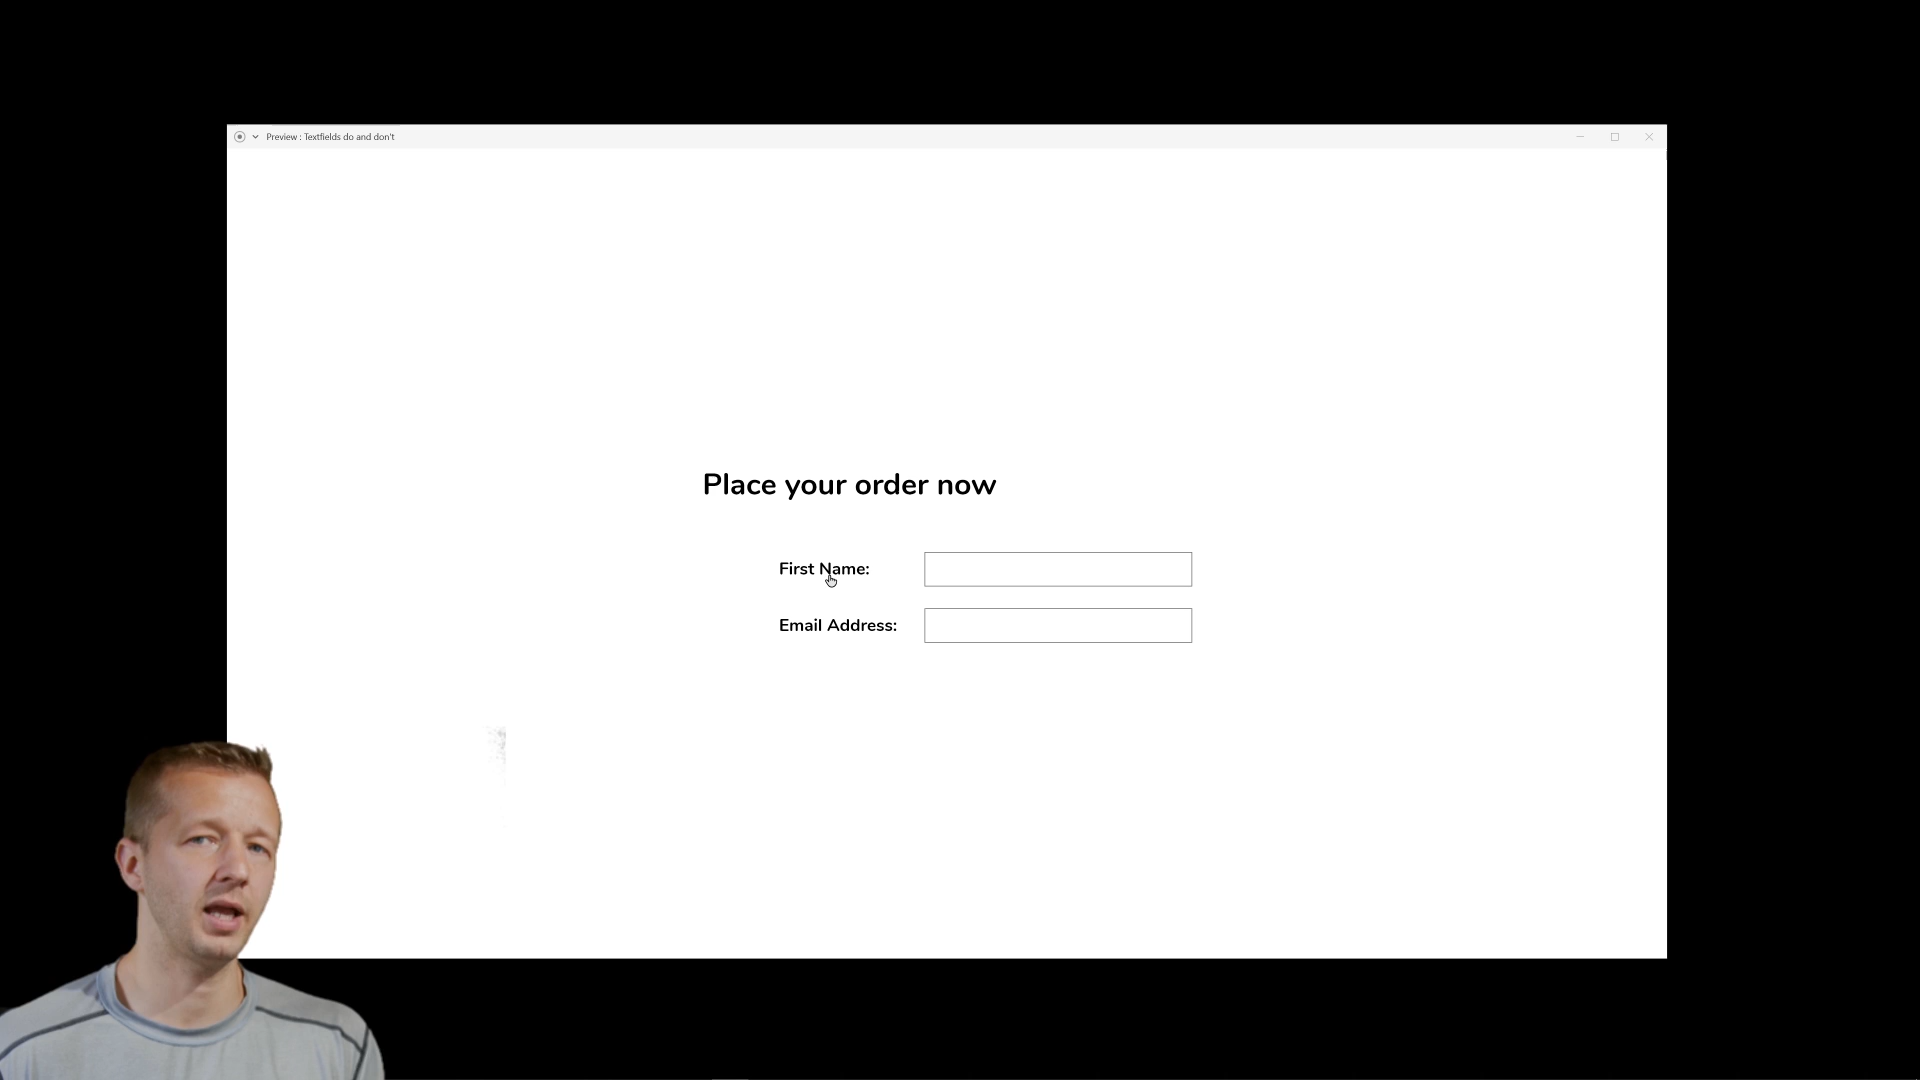 Preview : Textfields do and don't
Place your order now
First Name:
Email Address: